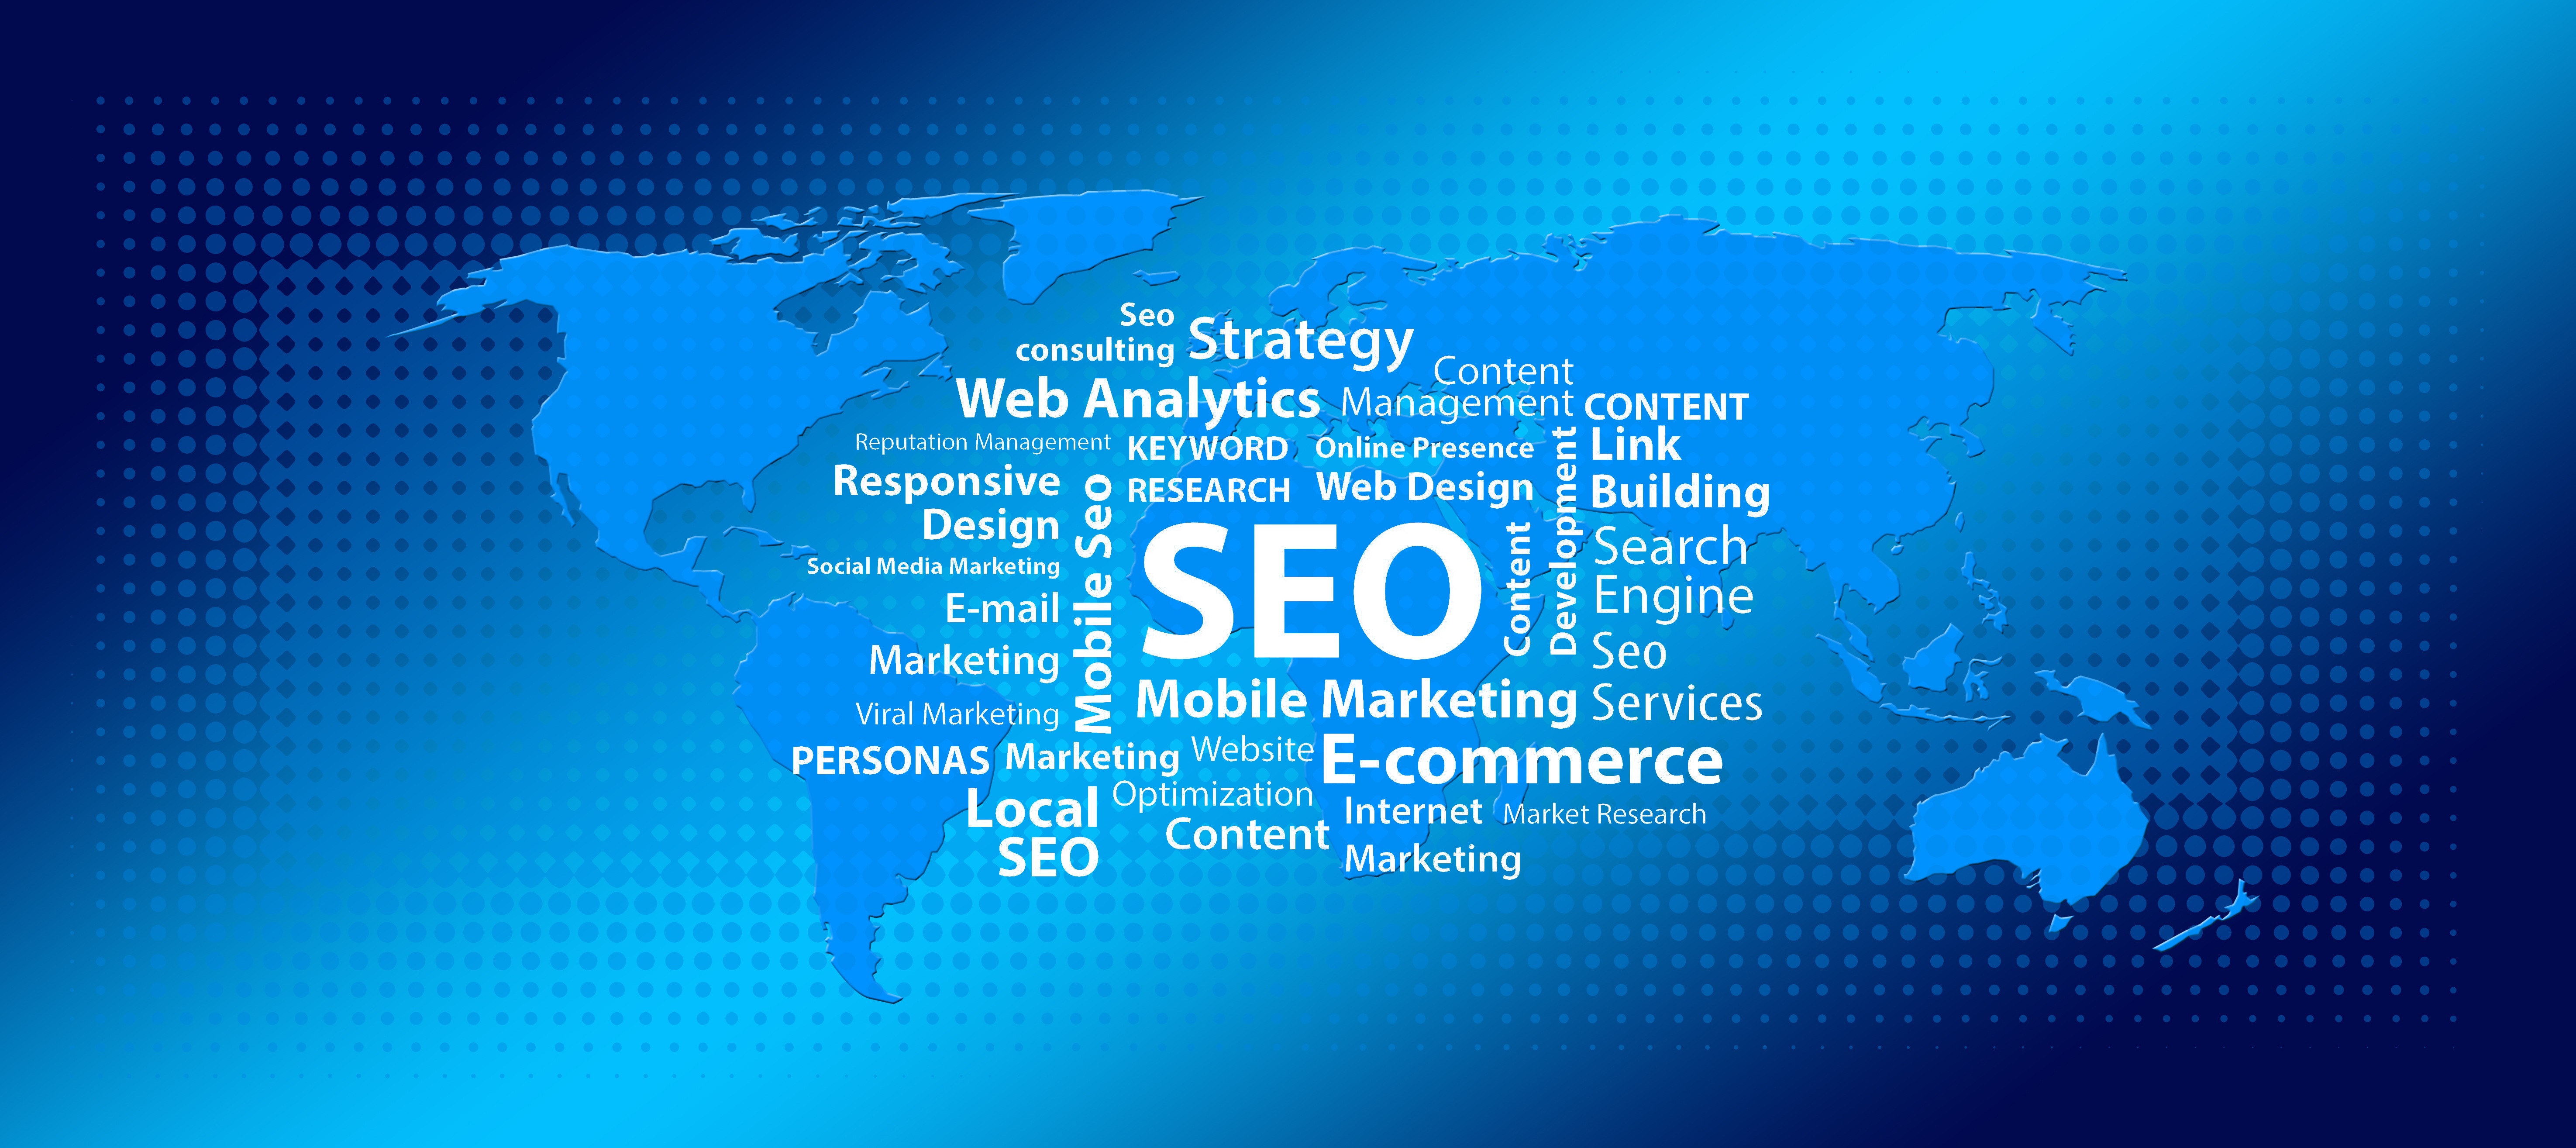 Seo
consulting
Strategy
Content
Management
Web Analytics
CONTENT
Reputation Management
KEYWORD
RESEARCH
Online Presence
Web Design
Link
Building
Responsive
Design
Mobile Seo
SEO
Content
Development
Search
Engine
Seo
Services
Social Media Marketing
E-mail
Marketing
Viral Marketing
Mobile Marketing
PERSONAS
Marketing
Website
Optimization
E-commerce
Local
SEO
Content
Internet
Marketing
Market Research